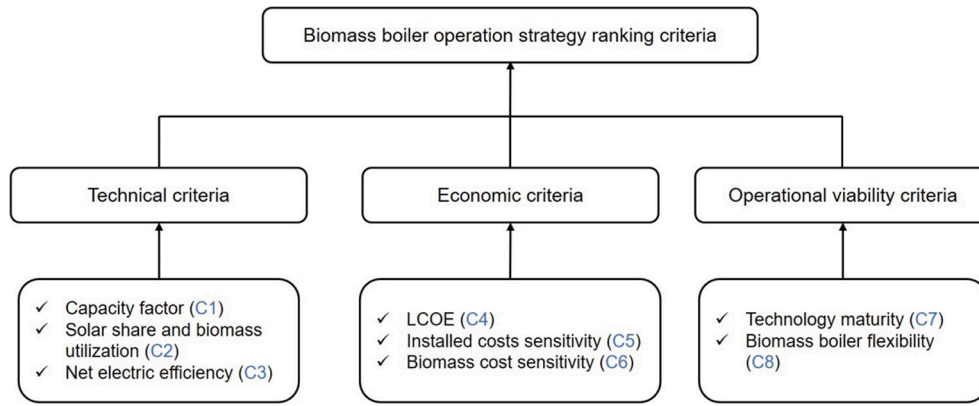 Biomass boiler operation strategy ranking criteria
Technical criteria
Economic criteria
Operational viability criteria
✓ Capacity factor (C1)
✓ Solar share and biomass
utilization (C2)
✓ Net electric efficiency (C3)
✓ LCOE (C4)
✓ Installed costs sensitivity (C5)
✓ Biomass cost sensitivity (C6)
✓ Technology maturity (C7)
✓ Biomass boiler flexibility
(C8)